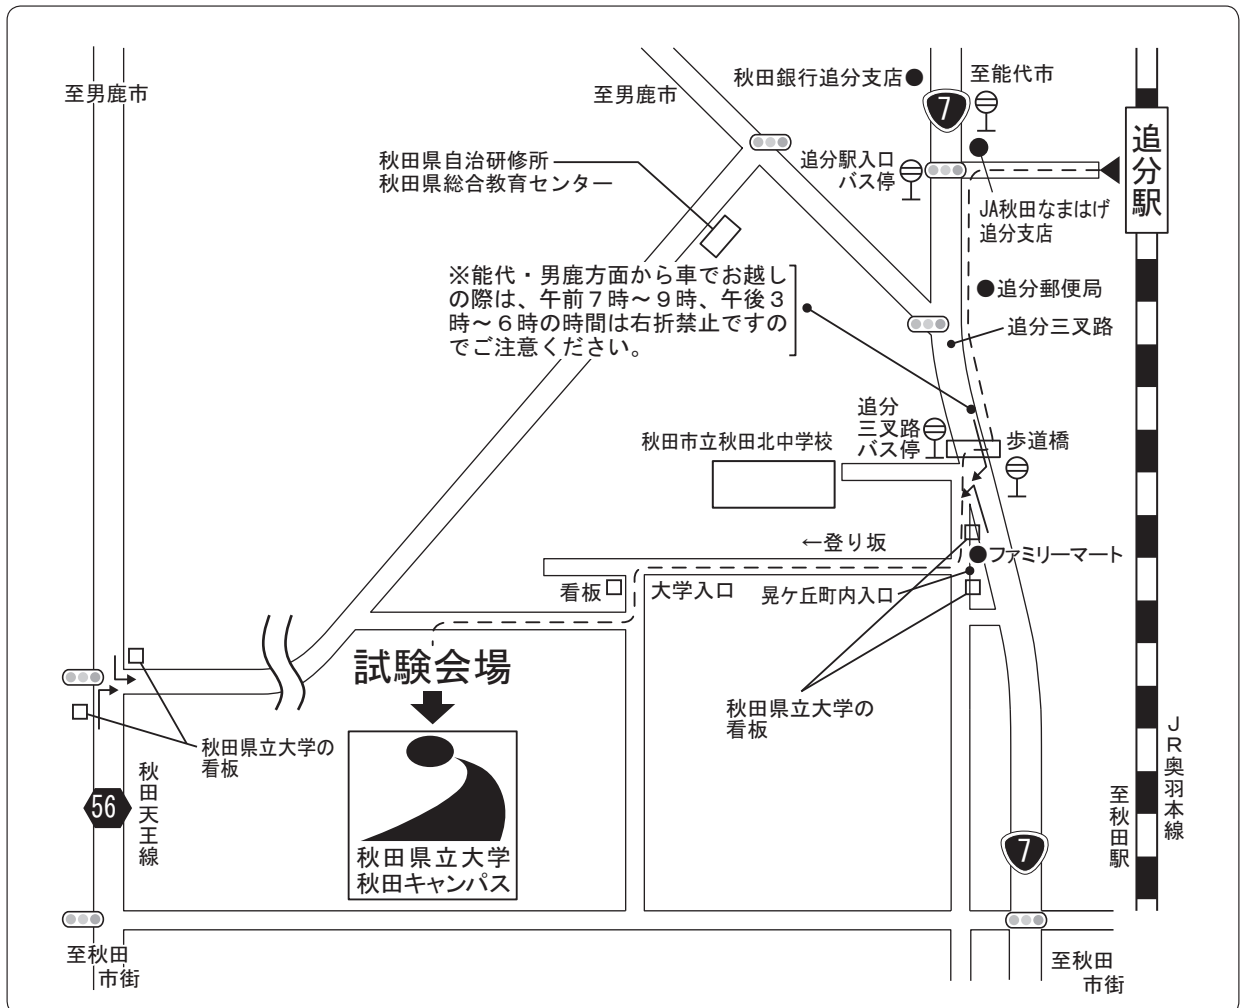 至男鹿市
至男鹿市
秋田銀行追分支店
至能代市
7
追分駅
秋田県自治研修所
秋田県総合教育センター
追分駅入口
バス停
JA秋田なまはげ
追分支店
※能代・男鹿方面から車でお越し
の際は、午前７時～９時、午後３
時～６時の時間は右折禁止ですの
でご注意ください。
追分郵便局
追分三叉路
追分
三叉路
バス停
歩道橋
秋田市立秋田北中学校
←登り坂
ファミリーマート
看板
大学入口
晃ケ丘町内入口
試験会場
秋田県立大学の
看板
秋田県立大学の
看板
56
秋田天王線
秋田県立大学
秋田キャンパス
7
至秋田駅
ＪＲ奥羽本線
至秋田
市街
至秋田
市街